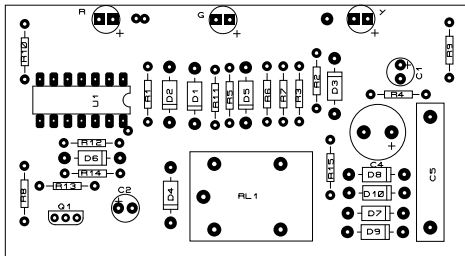 R G Y
R10 R9
C1
U1 R1 D2 D1 R11 R5 D5 R6 R7 R3 R2 D3 R4
R12
D6 C4
R14 R15 D8
R13 C5
R8 C2 D4 RL1 D10
Q1 D7
D9